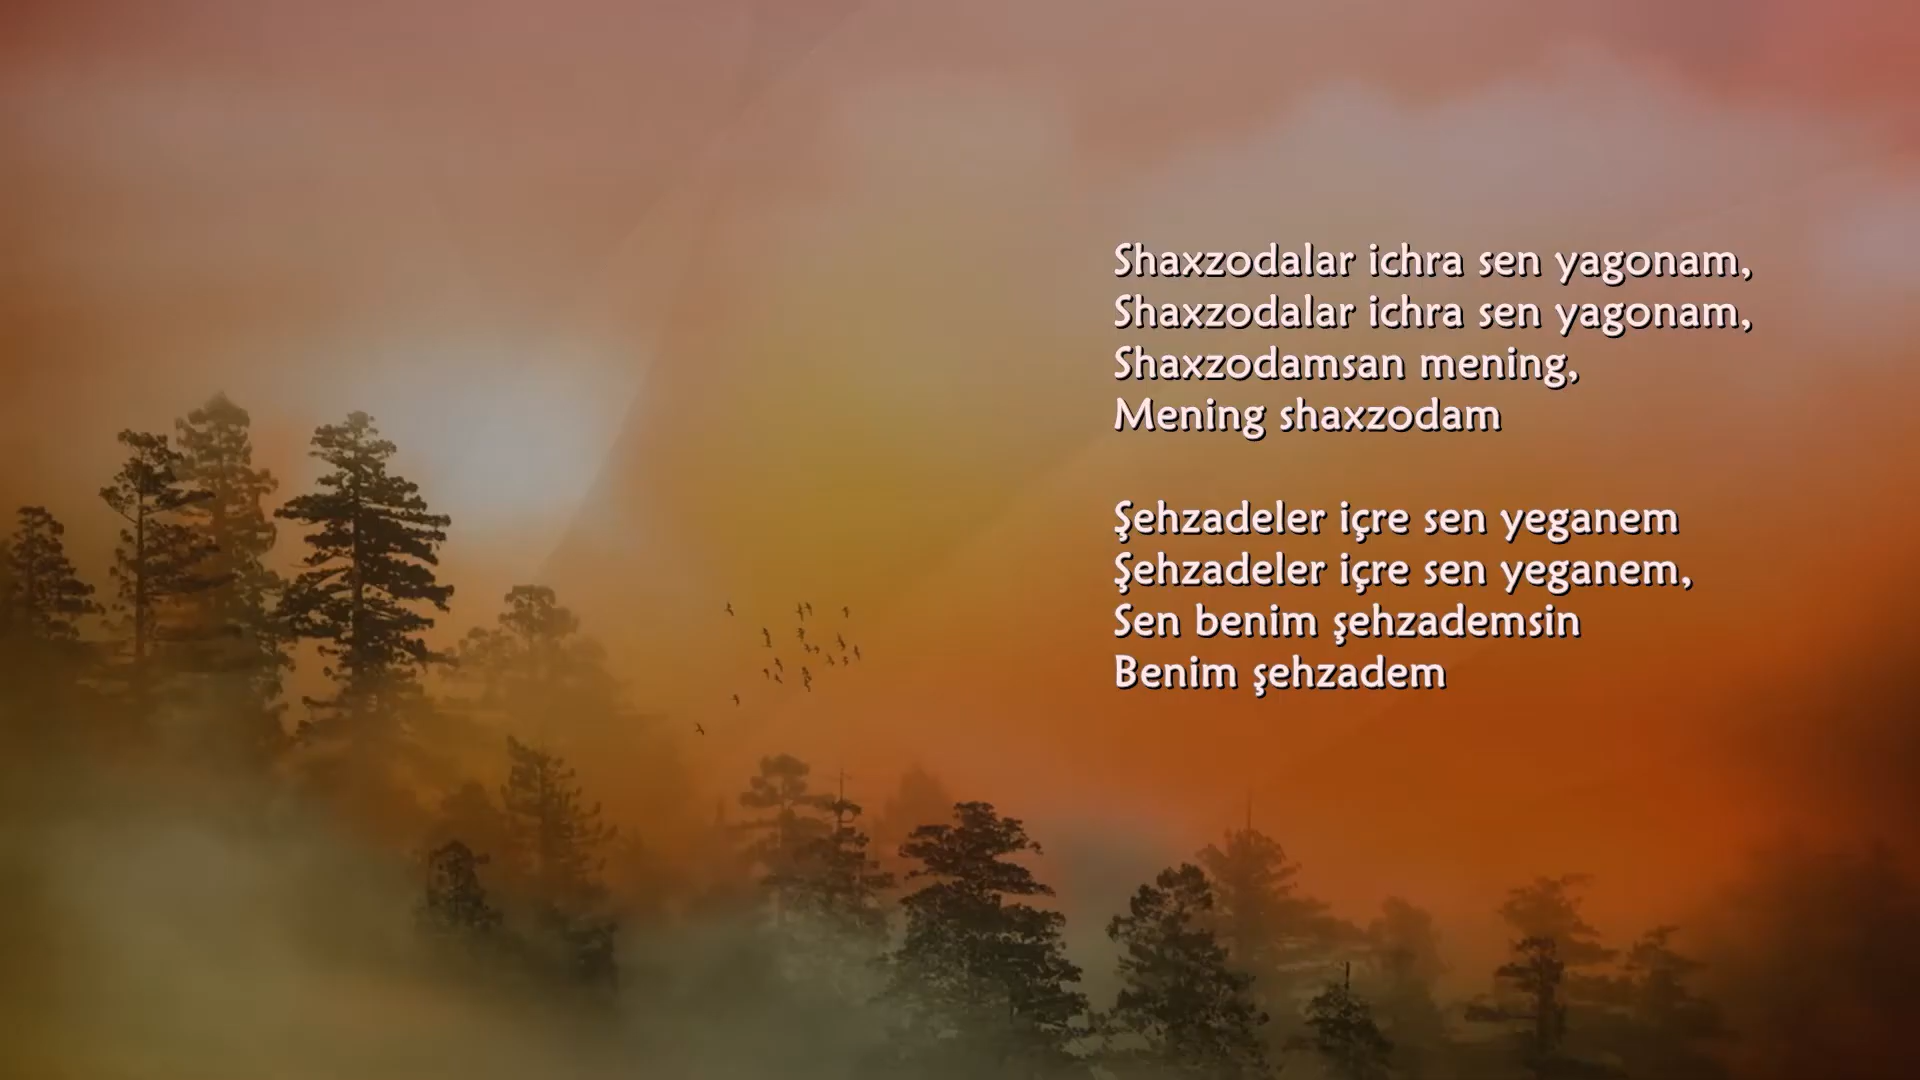 Shaxzodalar ichra sen yagonam,
Shaxzodalar ichra sen yagonam,
Shaxzodamsan mening,
Mening shaxzodam
Şehzadeler içre sen yeganem
Şehzadeler içre sen yeganem,
Sen benim şehzademsin
Benim şehzadem